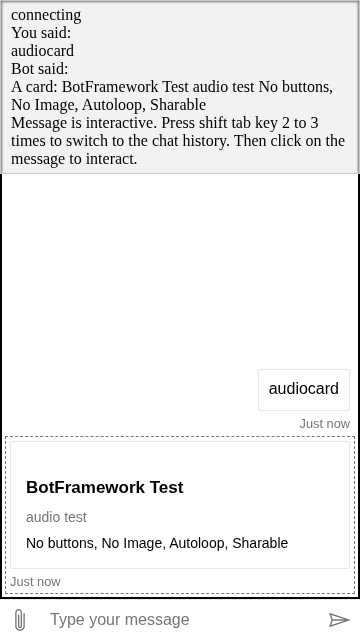 connecting
You said:
audiocard
Bot said:
A card: BotFramework Test audio test No buttons,
No Image, Autoloop, Sharable
Message is interactive. Press shift tab key 2 to 3
times to switch to the chat history. Then click on the
message to interact.
audiocard
Just now
BotFramework Test
audio test
No buttons, No Image, Autoloop, Sharable
Just now
Type your message